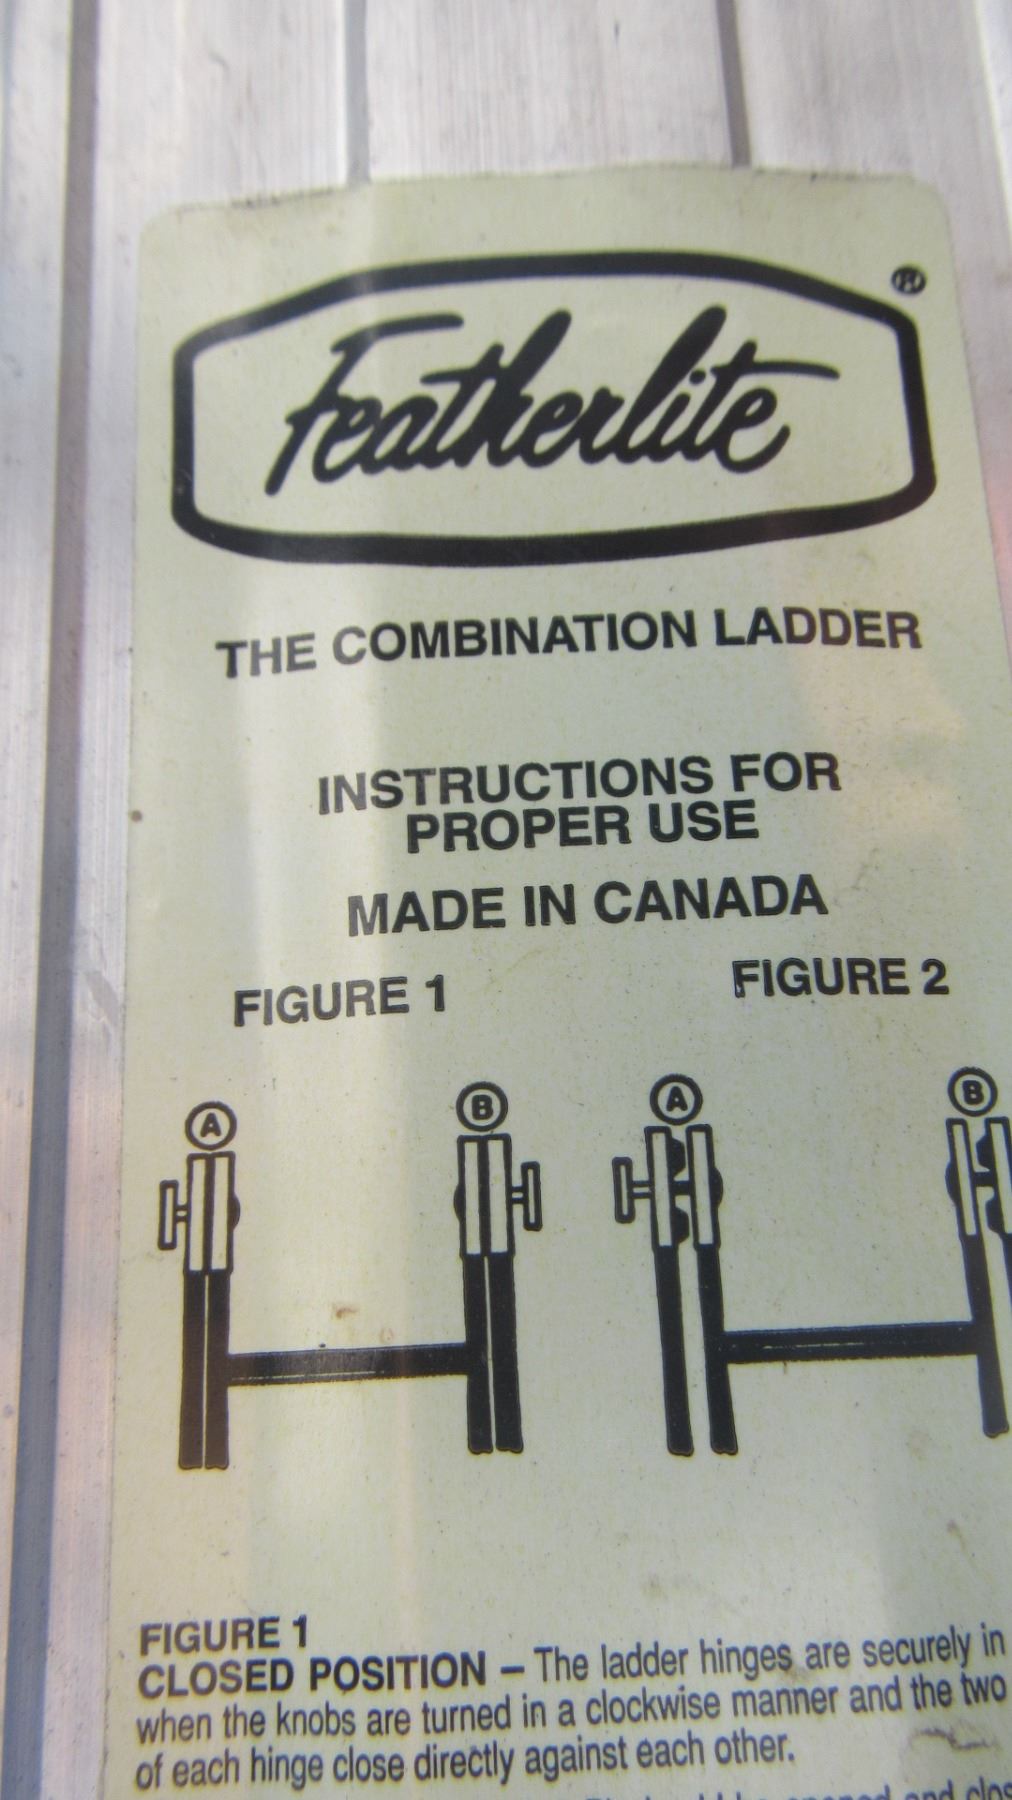 Featherlite ®
THE COMBINATION LADDER
INSTRUCTIONS FOR
PROPER USE
MADE IN CANADA
FIGURE 1 FIGURE 2
A B A B
FIGURE 1
CLOSED POSITION – The ladder hinges are securely in
when the knobs are turned in a clockwise manner and the two
of each hinge close directly against each other.